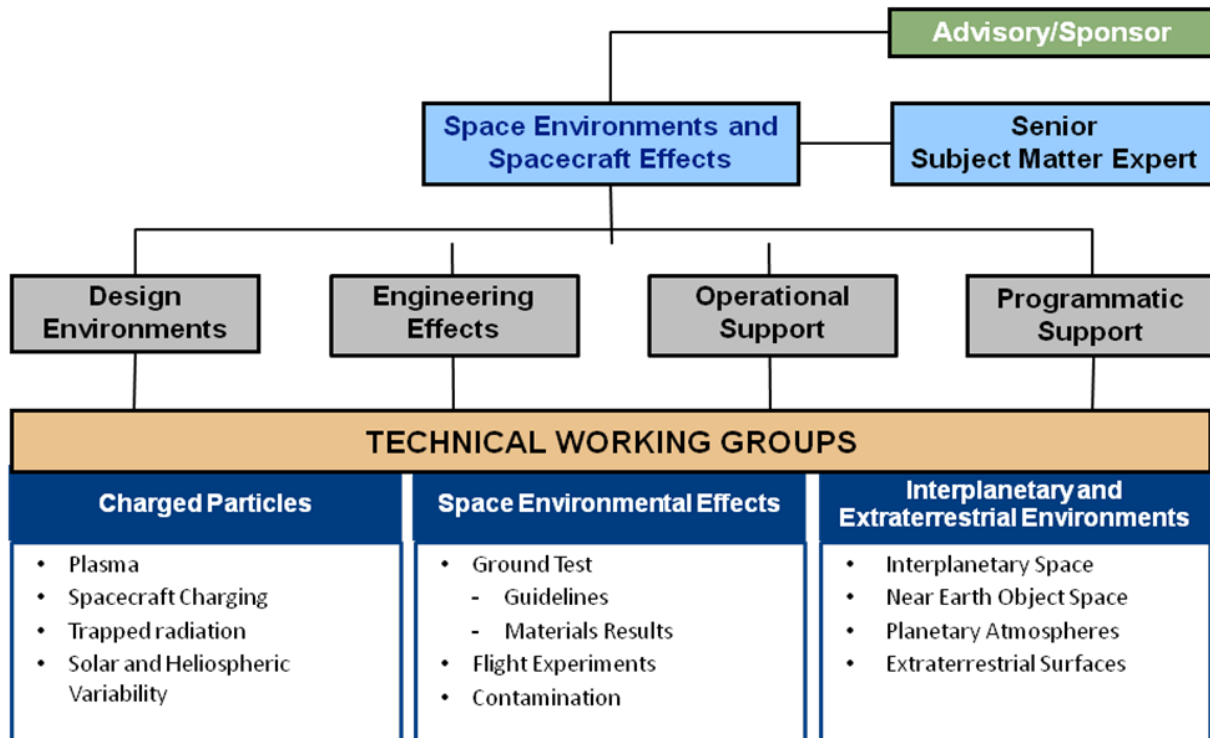 Advisory/Sponsor
Space Environments and
Spacecraft Effects
Senior
Subject Matter Expert
Design
Environments
Engineering
Effects
Operational
Support
Programmatic
Support
TECHNICAL WORKING GROUPS
Charged Particles
• Plasma
• Spacecraft Charging
• Trapped radiation
• Solar and Heliospheric
Variability
Space Environmental Effects
• Ground Test
- Guidelines
- Materials Results
• Flight Experiments
• Contamination
Interplanetary and
Extraterrestrial Environments
• Interplanetary Space
• Near Earth Object Space
• Planetary Atmospheres
• Extraterrestrial Surfaces